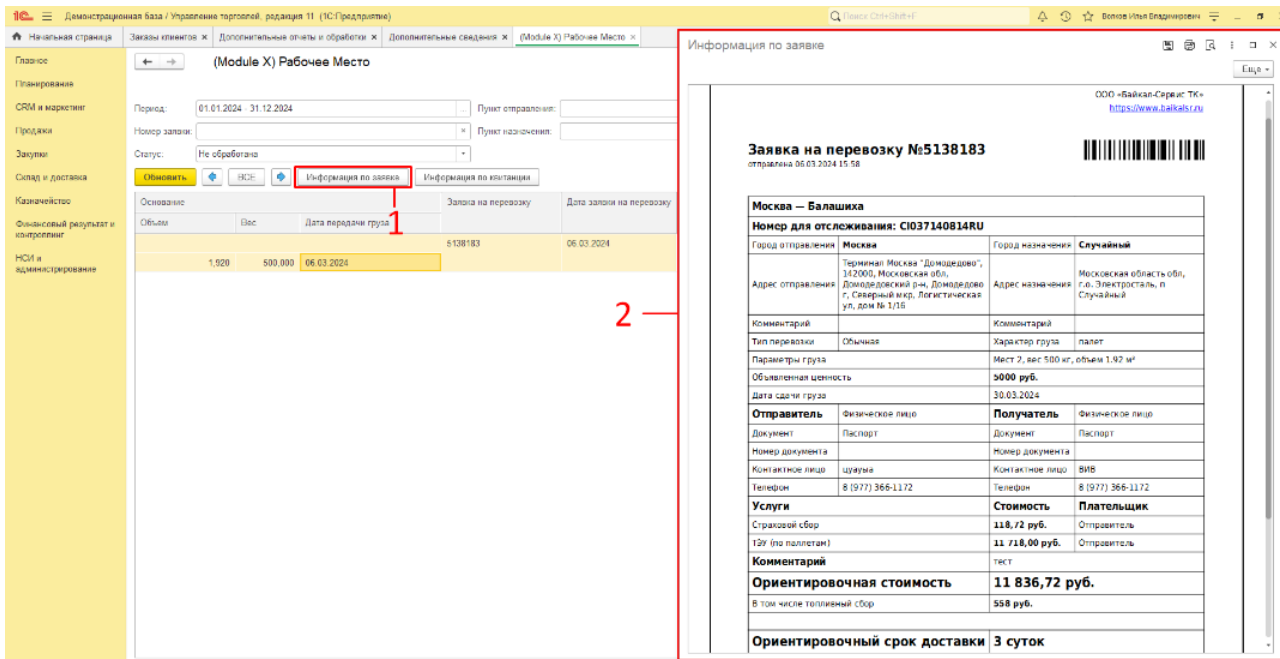 1С Демонстрационная база / Управление торговлей, редакция 11 (1С:Предприятие)
Поиск Ctrl+Shift+F
Волков Илья Владимирович
Начальная страница
Заказы клиентов ×
Дополнительные отчеты и обработки ×
Дополнительные сведения ×
(Module X) Рабочее Место ×
Главное
Планирование
CRM и маркетинг
Продажи
Закупки
Склад и доставка
Казначейство
Финансовый результат и
контроллинг
НСИ и
администрирование
(Module X) Рабочее Место
Период: 01.01.2024 - 31.12.2024
Пункт отправления:
Номер заявки:
Пункт назначения:
Статус: Не обработана
Обновить
ВСЕ
Информация по заявке
Информация по квитанции
1
Основание
Заявка на перевозку
Дата заявки на перевозку
Объем
Вес
Дата передачи груза
5138183
06.03.2024
1,920
500,000
06.03.2024
2
Информация по заявке
Еще
ООО «Байкал-Сервис ТК»
https://www.baikalsr.ru
Заявка на перевозку №5138183
отправлена 06.03.2024 15:58
Москва — Балашиха
Номер для отслеживания: CI037140814RU
Город отправления Москва Город назначения Случайный
Адрес отправления
Терминал Москва "Домодедово",
142000, Московская обл,
Домодедовский р-н, Домодедово
г, Северный мкр, Логистическая
ул, дом № 1/16
Адрес назначения
Московская область обл,
г.о. Электросталь, п
Случайный
Комментарий Комментарий
Тип перевозки Обычная Характер груза палет
Параметры груза Мест 2, вес 500 кг, объем 1.92 м³
Объявленная ценность 5000 руб.
Дата сдачи груза 30.03.2024
Отправитель Физическое лицо Получатель Физическое лицо
Документ Паспорт Документ Паспорт
Номер документа Номер документа
Контактное лицо цуауыа Контактное лицо ВИВ
Телефон 8 (977) 366-1172 Телефон 8 (977) 366-1172
Услуги Стоимость Плательщик
Страховой сбор 118,72 руб. Отправитель
ТЭУ (по паллетам) 11 718,00 руб. Отправитель
Комментарий тест
Ориентировочная стоимость 11 836,72 руб.
В том числе топливный сбор 558 руб.
Ориентировочный срок доставки 3 суток